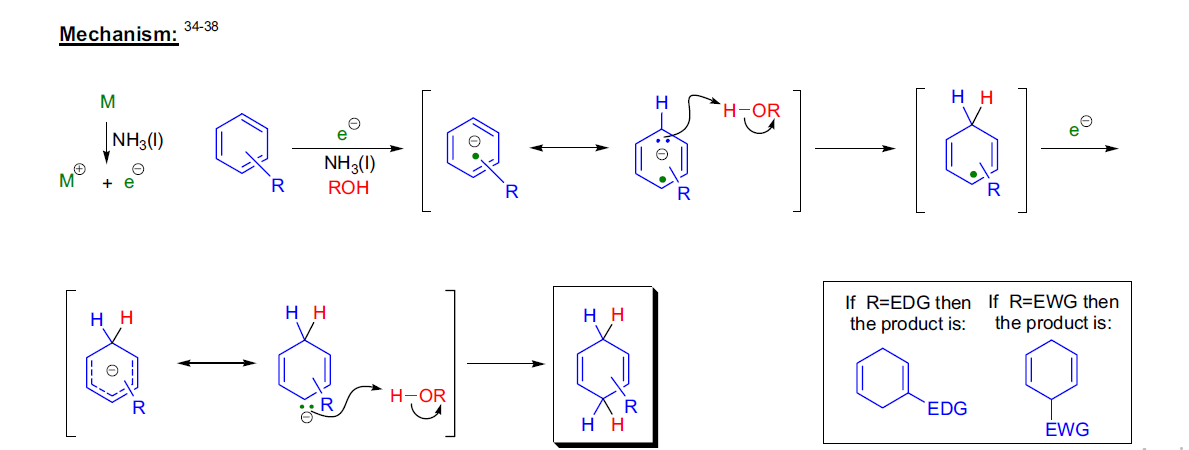 Mechanism: 34-38
M
NH3(l)
M⊕ + e⊖
R
e⊖
NH3(l)
ROH
⊖
R
H
⊖
R
H–OR
H H
R
e⊖
H H
⊖
R
H H
R
⊖
H–OR
H H
R
H H
If R=EDG then
the product is:
EDG
If R=EWG then
the product is:
EWG